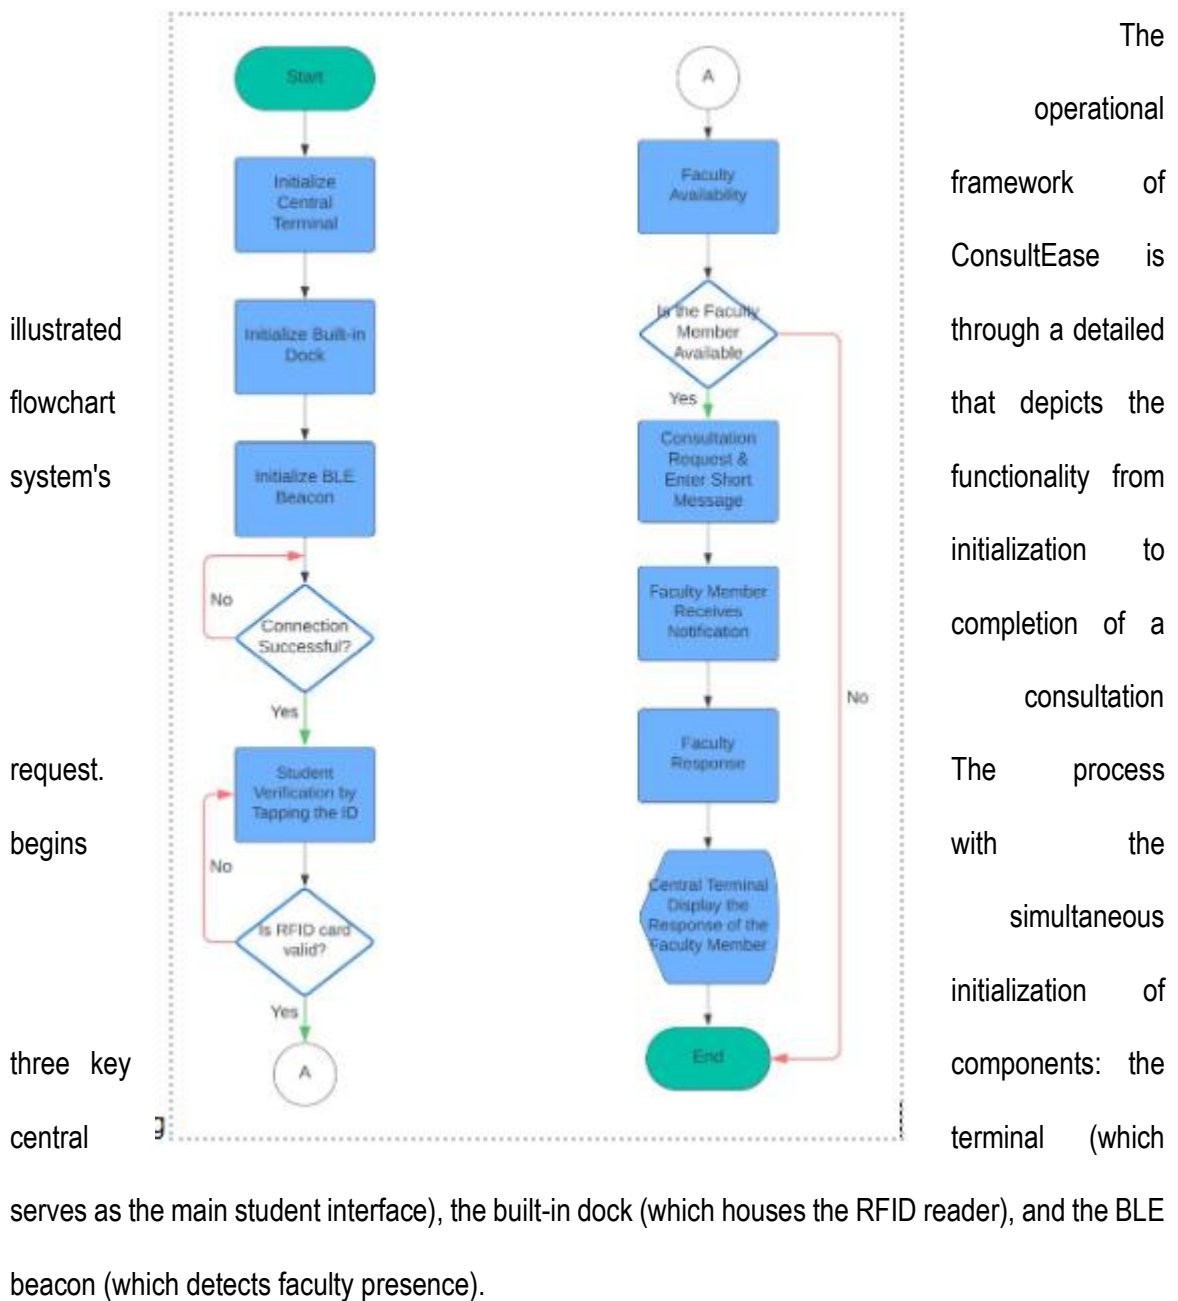 Start
Initialize
Central
Terminal
Initialize Built-in
Dock
Initialize BLE
Beacon
No
Connection
Successful?
Yes
Student
Verification by
Tapping the ID
No
Is RFID card
valid?
Yes
A
A
Faculty
Availability
Is the Faculty
Member
Available
Yes
Consultation
Request &
Enter Short
Message
Faculty Member
Receives
Notification
No
Faculty
Response
Central Terminal
Display the
Response of the
Faculty Member
End
The
operational
framework of
ConsultEase is
illustrated through a detailed
flowchart that depicts the
system's functionality from
initialization to
completion of a
consultation
request. The process
begins with the
simultaneous
initialization of
three key components: the
central terminal (which
serves as the main student interface), the built-in dock (which houses the RFID reader), and the BLE
beacon (which detects faculty presence).